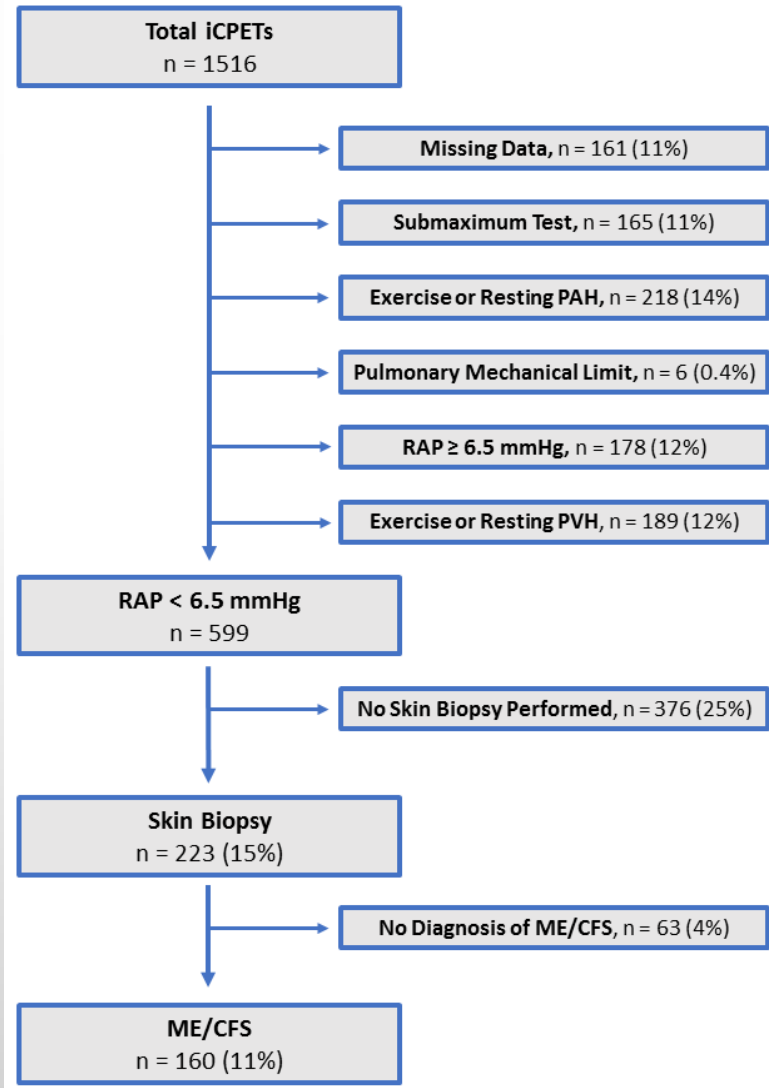 Total iCPETs
n = 1516
Missing Data, n = 161 (11%)
Submaximum Test, n = 165 (11%)
Exercise or Resting PAH, n = 218 (14%)
Pulmonary Mechanical Limit, n = 6 (0.4%)
RAP ≥ 6.5 mmHg, n = 178 (12%)
Exercise or Resting PVH, n = 189 (12%)
RAP < 6.5 mmHg
n = 599
No Skin Biopsy Performed, n = 376 (25%)
Skin Biopsy
n = 223 (15%)
No Diagnosis of ME/CFS, n = 63 (4%)
ME/CFS
n = 160 (11%)